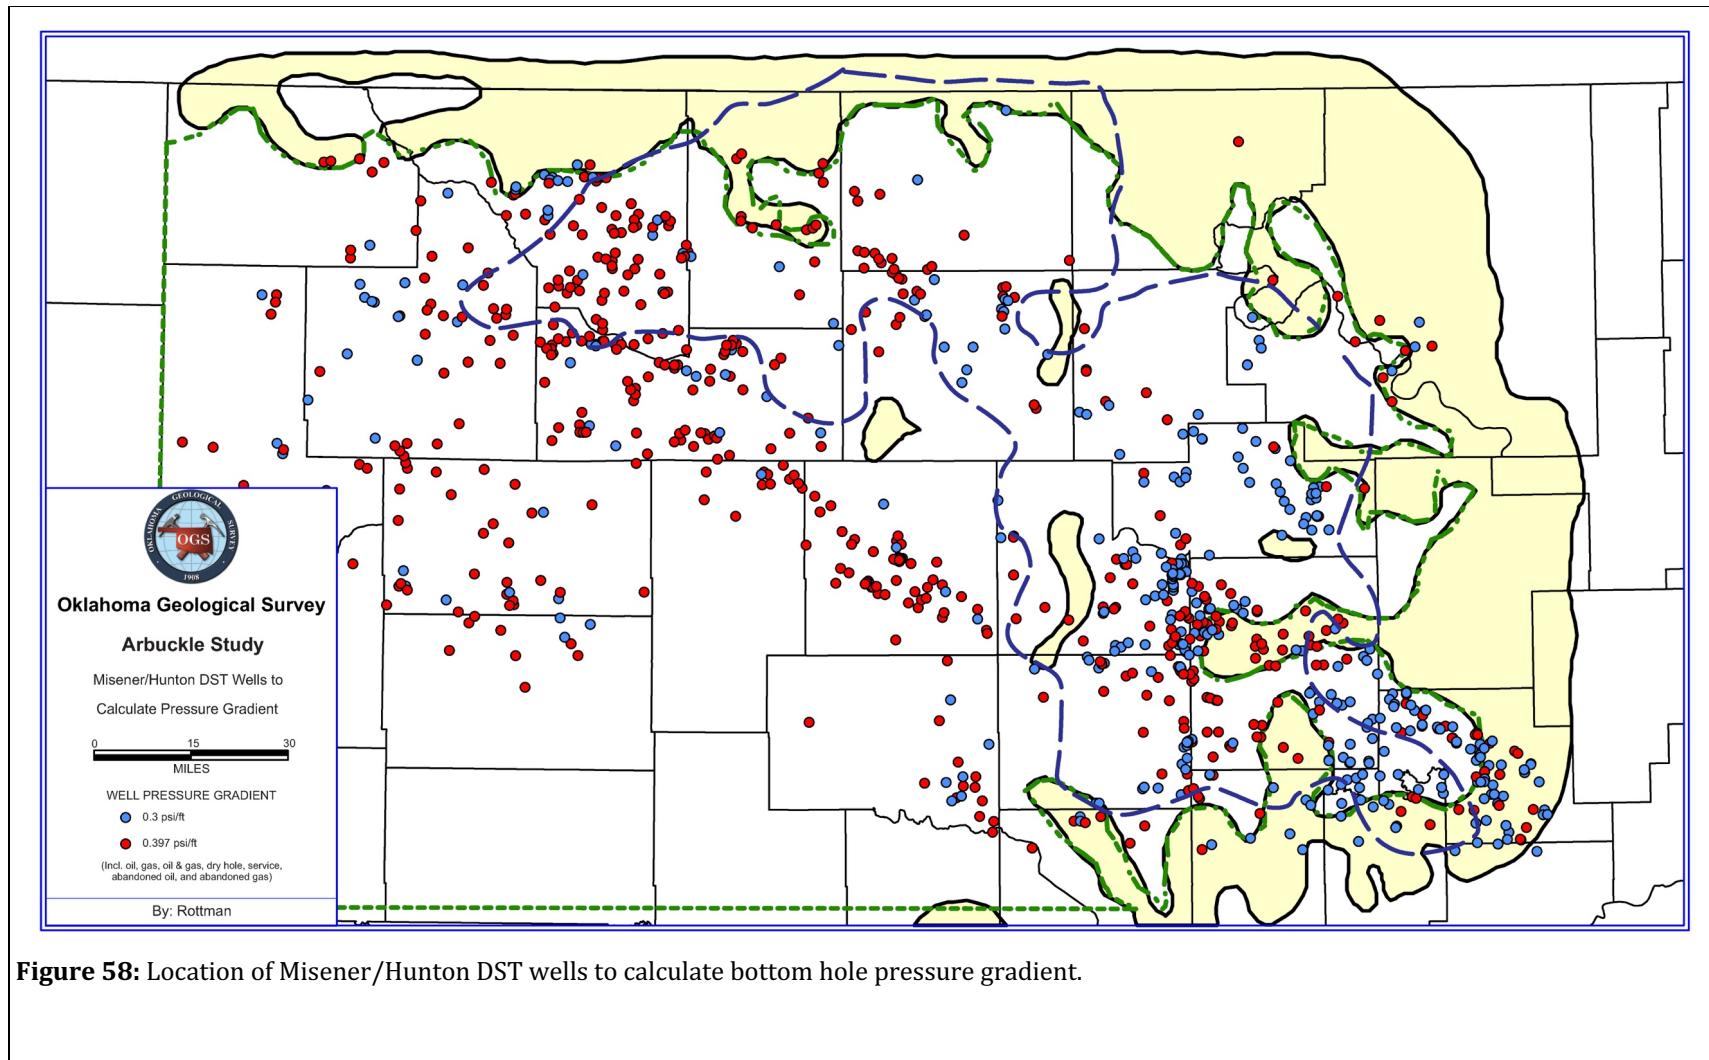 OKLAHOMA GEOLOGICAL SURVEY
OGS
1908
Oklahoma Geological Survey
Arbuckle Study
Misener/Hunton DST Wells to
Calculate Pressure Gradient
0 15 30
MILES
WELL PRESSURE GRADIENT
0.3 psi/ft
0.397 psi/ft
(Incl. oil, gas, oil & gas, dry hole, service,
abandoned oil, and abandoned gas)
By: Rottman
Figure 58: Location of Misener/Hunton DST wells to calculate bottom hole pressure gradient.